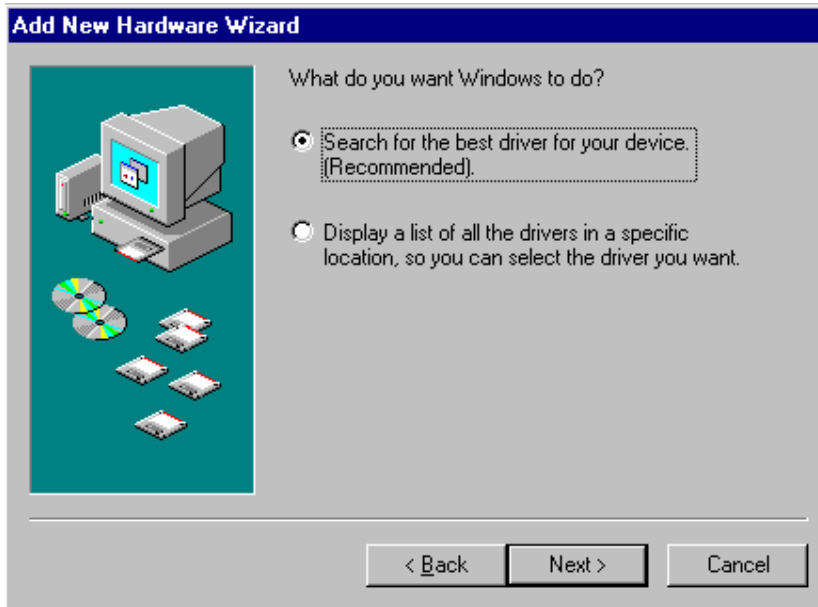 Add New Hardware Wizard
What do you want Windows to do?
Search for the best driver for your device.
(Recommended).
Display a list of all the drivers in a specific
location, so you can select the driver you want.
< Back
Next >
Cancel